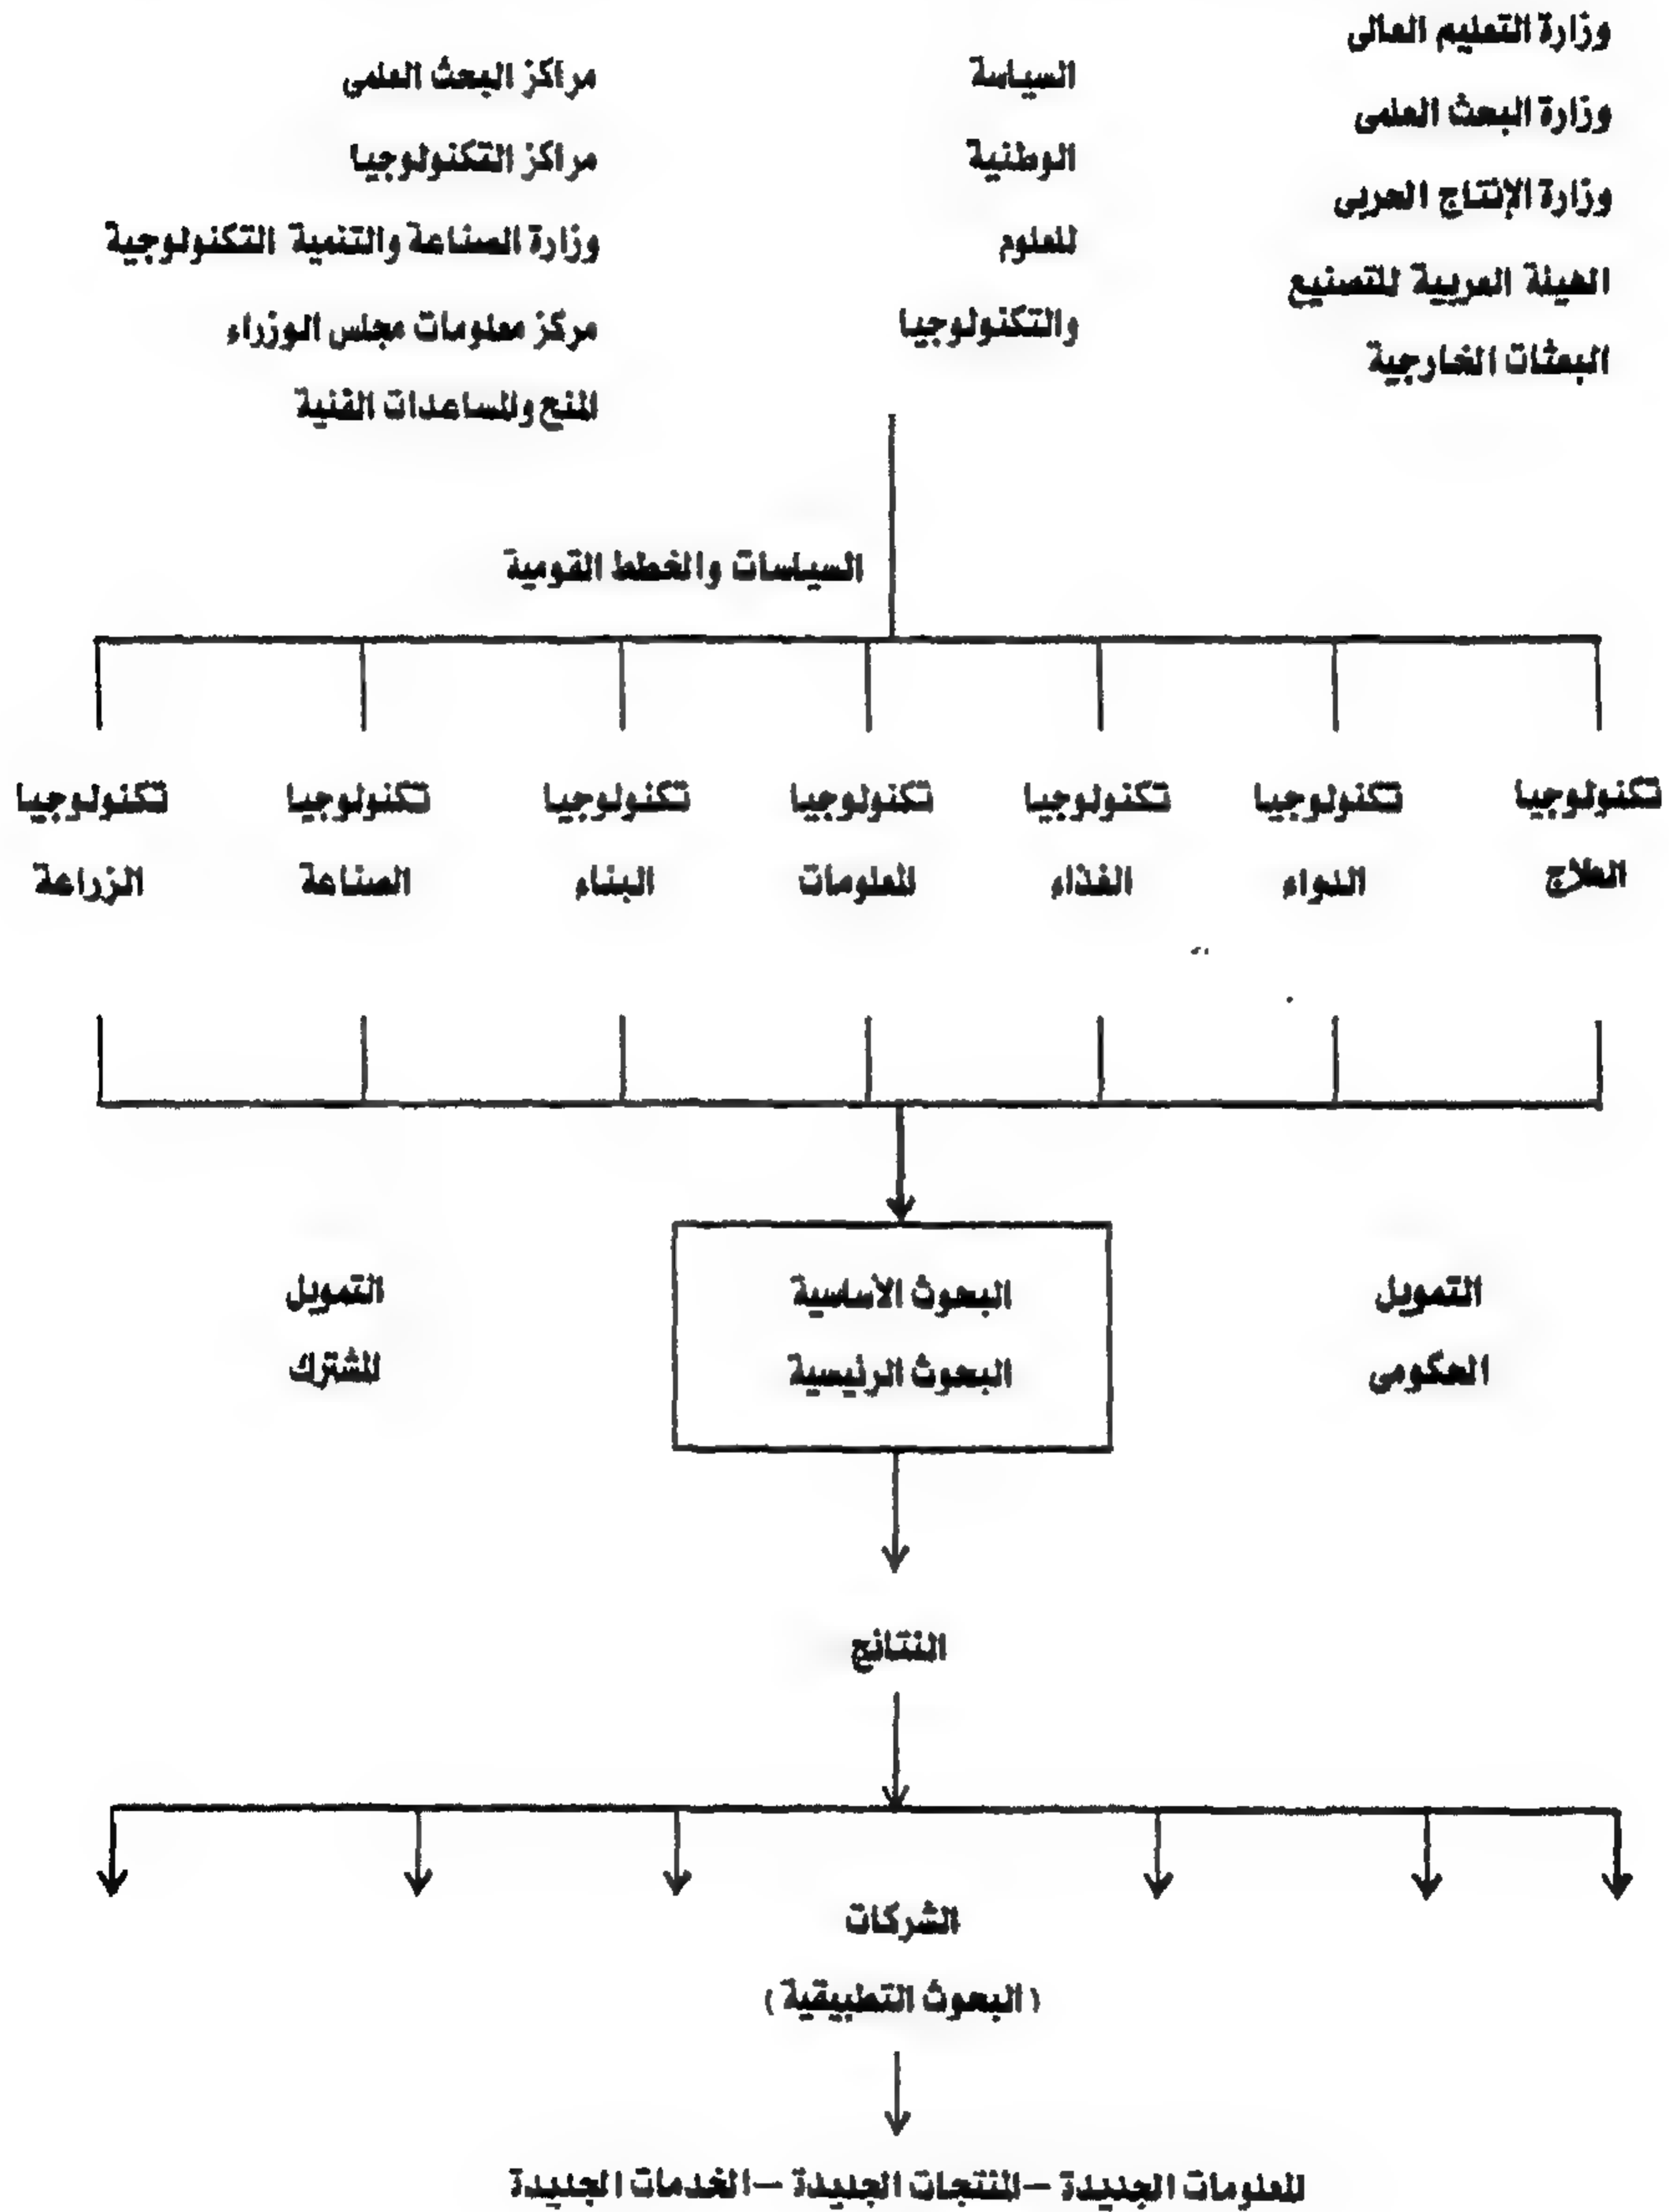 وزارة التعليم العالى
وزارة البحث العلمى
وزارة الإنتاج الحربى
الهيئة العربية للتصنيع
البعثات الخارجية
السياسة
الوطنية
للعلوم
والتكنولوجيا
مراكز البحث العلمي
مراكز التكنولوجيا
وزارة الصناعة والتنمية التكنولوجية
مركز معلومات مجلس الوزراء
المنح والمساعدات الفنية
السياسات والخطط القومية
تكنولوجيا
العلاج
تكنولوجيا
الدواء
تكنولوجيا
الغذاء
تكنولوجيا
المعلومات
تكنولوجيا
البناء
تكنولوجيا
الصناعة
تكنولوجيا
الزراعة
التمويل
الحكومى
البحوث الأساسية
البحوث الرئيسية
التمويل
المشترك
النتائج
الشركات
(البحوث التطبيقية)
المعلومات الجديدة – المنتجات الجديدة – الخدمات الجديدة